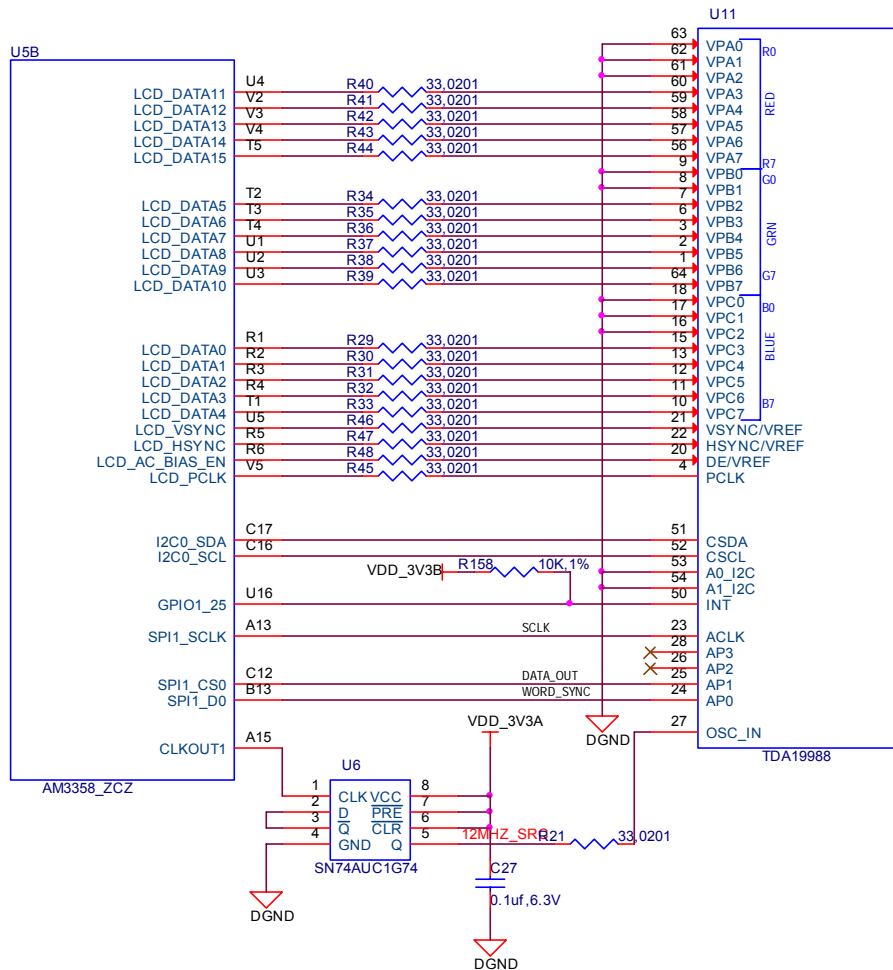 U11
U5B
63 VPA0 R0
62 VPA1
61 VPA2
LCD_DATA11 U4 R40 33,0201 60 VPA3
LCD_DATA12 V2 R41 33,0201 59 VPA4 RED
LCD_DATA13 V3 R42 33,0201 58 VPA5
LCD_DATA14 V4 R43 33,0201 57 VPA6
LCD_DATA15 T5 R44 33,0201 56 VPA7 R7
9 VPB0 G0
8 VPB1
LCD_DATA5 T2 R34 33,0201 7 VPB2
LCD_DATA6 T3 R35 33,0201 6 VPB3
LCD_DATA7 T4 R36 33,0201 3 VPB4 GRN
LCD_DATA8 U1 R37 33,0201 2 VPB5
LCD_DATA9 U2 R38 33,0201 1 VPB6 G7
LCD_DATA10 U3 R39 33,0201 64 VPB7
18 VPC0 B0
17 VPC1
16 VPC2
LCD_DATA0 R1 R29 33,0201 15 VPC3 BLUE
LCD_DATA1 R2 R30 33,0201 13 VPC4
LCD_DATA2 R3 R31 33,0201 12 VPC5
LCD_DATA3 R4 R32 33,0201 11 VPC6 B7
LCD_DATA4 T1 R33 33,0201 10 VPC7
LCD_VSYNC U5 R46 33,0201 21 VSYNC/VREF
LCD_HSYNC R5 R47 33,0201 22 HSYNC/VREF
LCD_AC_BIAS_EN R6 R48 33,0201 20 DE/VREF
LCD_PCLK V5 R45 33,0201 4 PCLK
I2C0_SDA C17 51 CSDA
I2C0_SCL C16 52 CSCL
VDD_3V3B R158 10K,1% 53 A0_I2C
54 A1_I2C
GPIO1_25 U16 50 INT
SPI1_SCLK A13 SCLK 23 ACLK
28 AP3
26 AP2
SPI1_CS0 C12 DATA_OUT 25 AP1
SPI1_D0 B13 WORD_SYNC 24 AP0
VDD_3V3A DGND 27 OSC_IN
CLKOUT1 A15
TDA19988
AM3358_ZCZ
U6
1 CLK VCC 8
2 D PRE 7
3 Q CLR 6
4 GND Q 5 12MHZ_SRC R21 33,0201
SN74AUC1G74
C27
0.1uf,6.3V
DGND
DGND